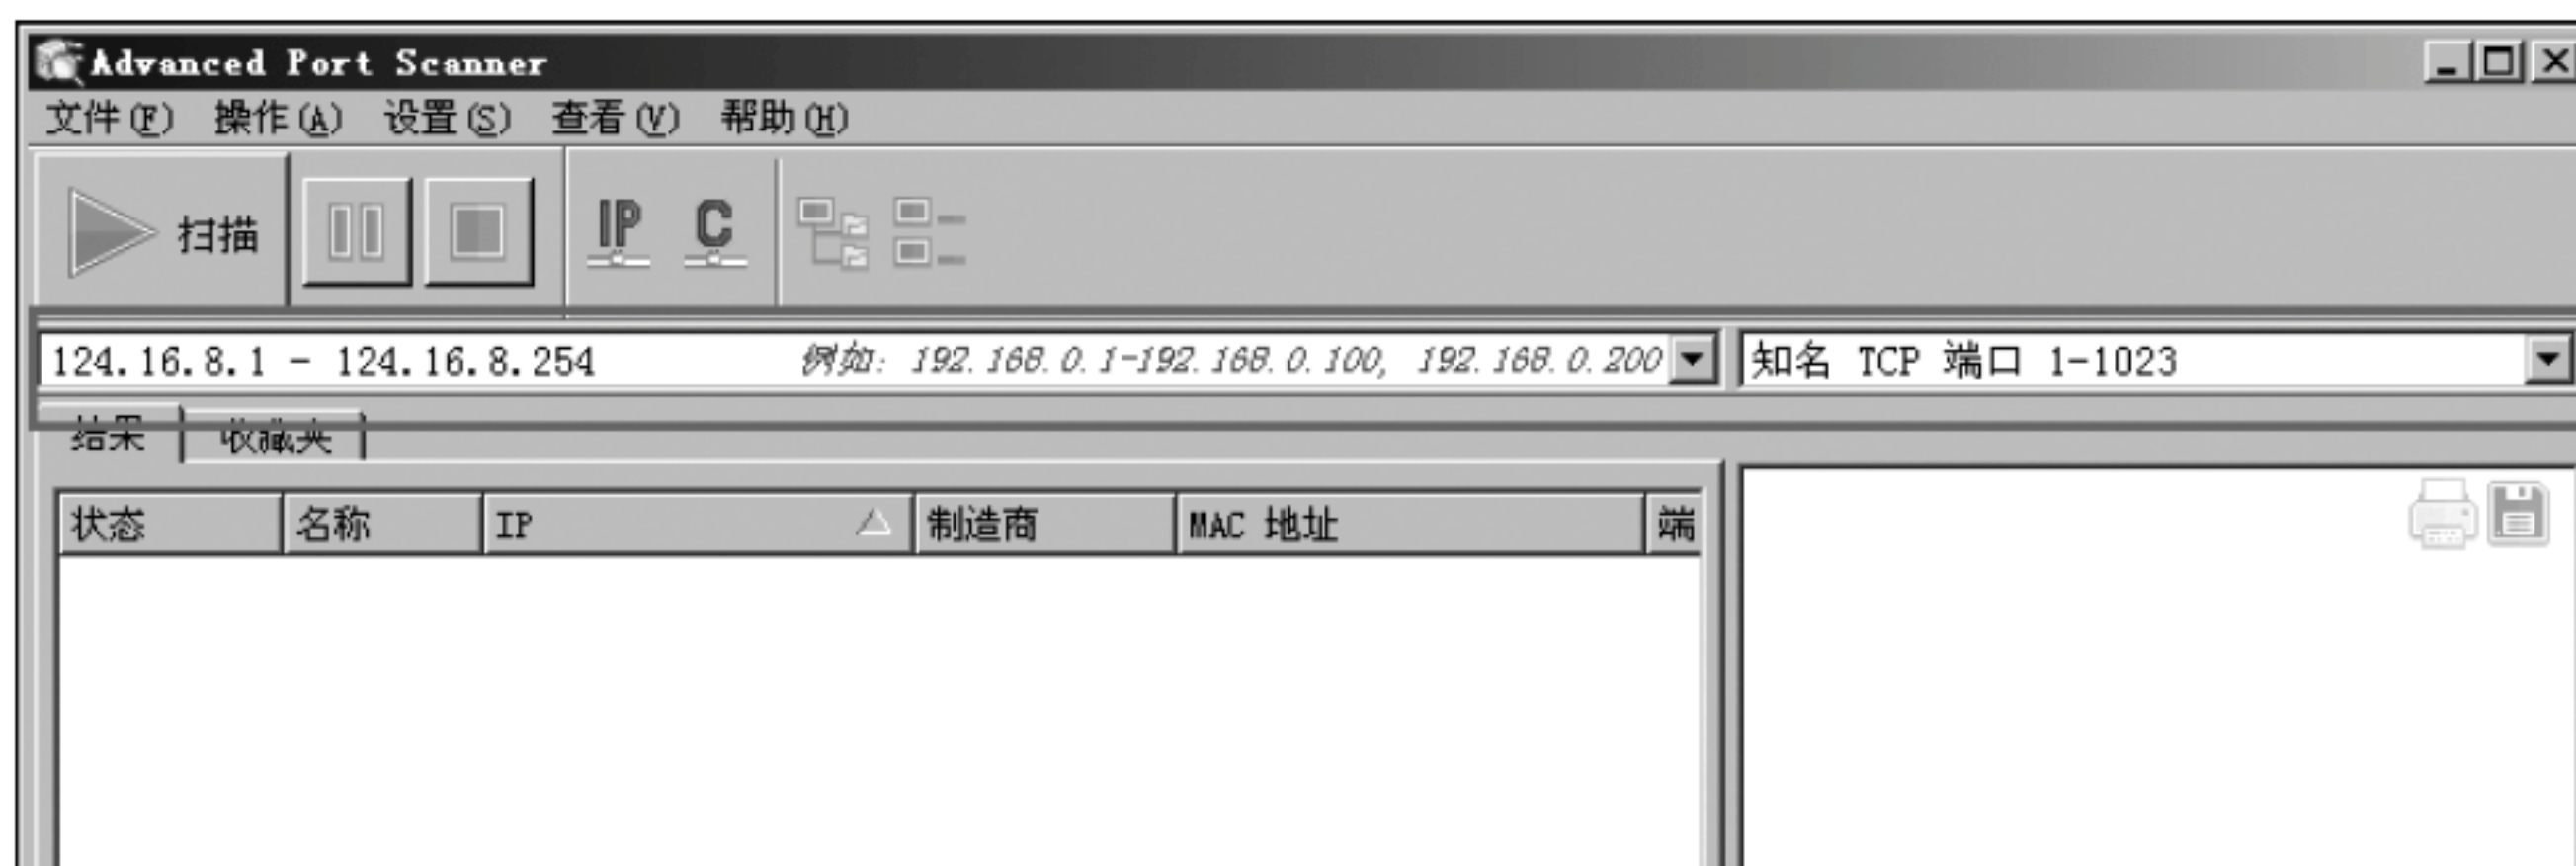 Advanced Port Scanner
文件(F) 操作(A) 设置(S) 查看(V) 帮助(H)
扫描 IP C
124.16.8.1 - 124.16.8.254 例如: 192.168.0.1-192.168.0.100, 192.168.0.200 知名 TCP 端口 1-1023
结果 收藏夹
状态 名称 IP 制造商 MAC 地址 端